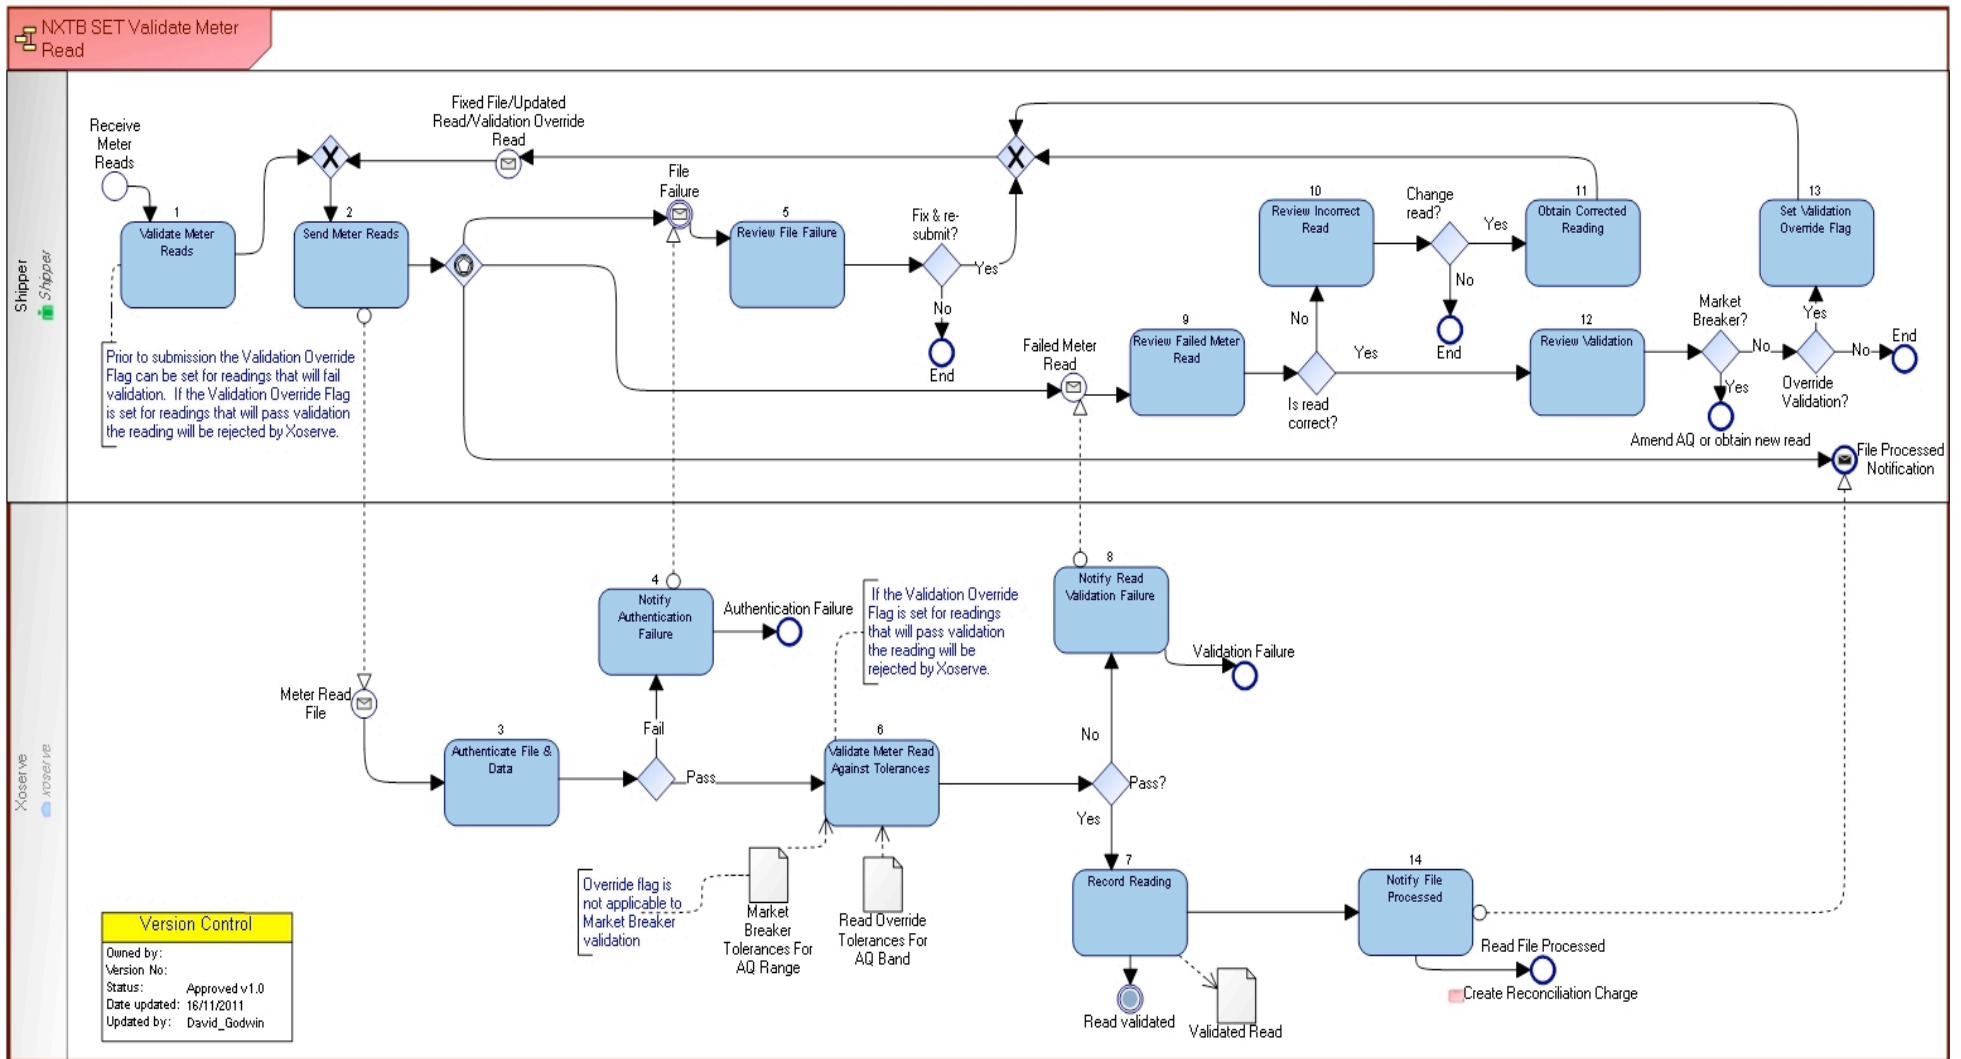 NXTB SET Validate Meter
Read
Shipper
Shipper
Receive
Meter
Reads
1
Validate Meter
Reads
Prior to submission the Validation Override
Flag can be set for readings that will fail
validation. If the Validation Override Flag
is set for readings that will pass validation
the reading will be rejected by Xoserve.
2
Send Meter Reads
Fixed File/Updated
Read/Validation Override
Read
File
Failure
5
Review File Failure
Fix & re-
submit?
Yes
No
End
Failed Meter
Read
9
Review Failed Meter
Read
Is read
correct?
No
Yes
10
Review Incorrect
Read
Change
read?
Yes
No
End
11
Obtain Corrected
Reading
12
Review Validation
Market
Breaker?
No
Yes
Amend AQ or obtain new read
13
Set Validation
Override Flag
Yes
Override
Validation?
No
End
File Processed
Notification
Xoserve
xoserve
Meter Read
File
3
Authenticate File &
Data
Fail
Pass
4
Notify
Authentication
Failure
Authentication Failure
If the Validation Override
Flag is set for readings
that will pass validation
the reading will be
rejected by Xoserve.
6
Validate Meter Read
Against Tolerances
Override flag is
not applicable to
Market Breaker
validation
Market
Breaker
Tolerances For
AQ Range
Read Override
Tolerances For
AQ Band
8
Notify Read
Validation Failure
Validation Failure
No
Pass?
Yes
7
Record Reading
Read validated
Validated Read
14
Notify File
Processed
Read File Processed
Create Reconciliation Charge
Version Control
Owned by:
Version No:
Status: Approved v1.0
Date updated: 16/11/2011
Updated by: David_Godwin